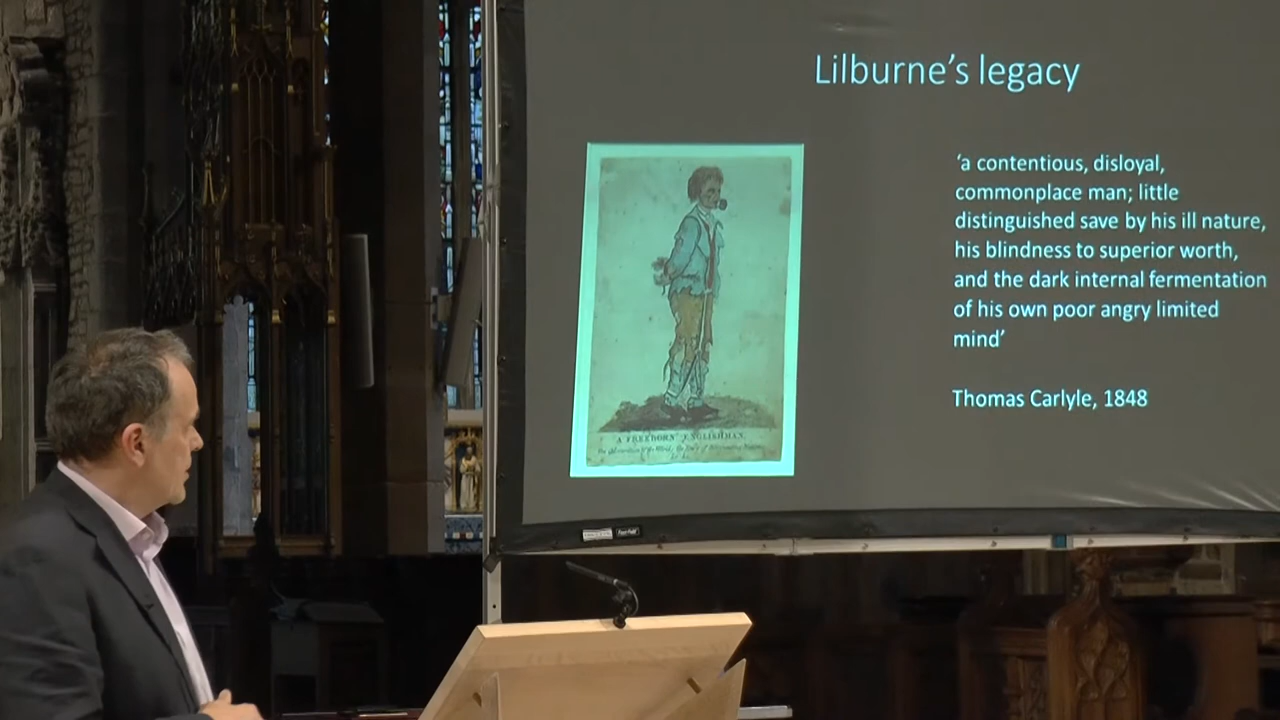 Lilburne's legacy
'a contentious, disloyal,
commonplace man; little
distinguished save by his ill nature,
his blindness to superior worth,
and the dark internal fermentation
of his own poor angry limited
mind'
Thomas Carlyle, 1848
A FREEBORN ENGLISHMAN,